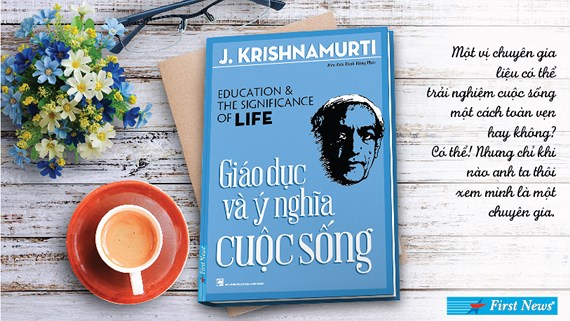 J. KRISHNAMURTI
EDUCATION &
THE SIGNIFICANCE
OF LIFE
Giáo dục
và ý nghĩa
cuộc sống
First News
Một vị chuyên gia
liệu có thể
trải nghiệm cuộc sống
một cách toàn vẹn
hay không?
Có thể! Nhưng chỉ khi
nào anh ta thôi
xem mình là một
chuyên gia.
First News